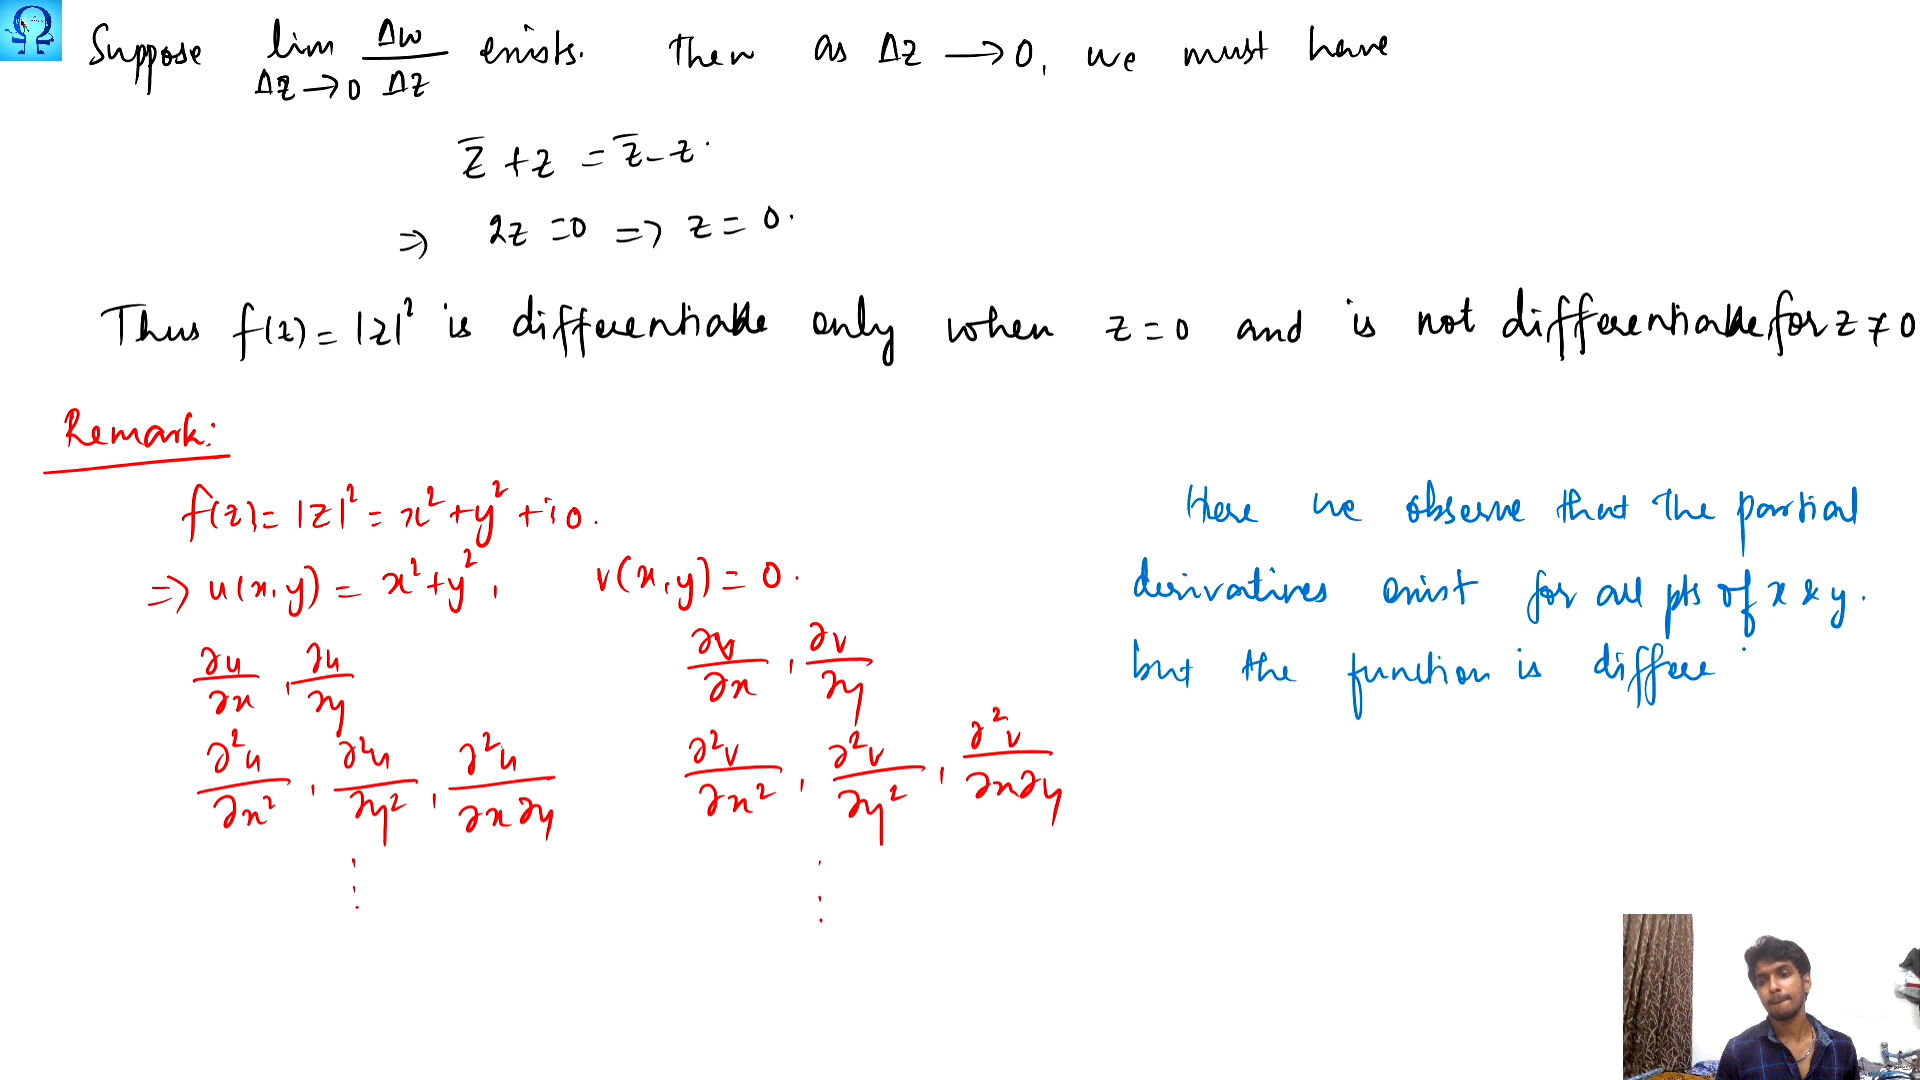 Suppose lim Δz→0 Δw/Δz exists. Then as Δz → 0, we must have
z̅ + z = z̅ - z.
⇒ 2z = 0 => z = 0.
Thus f(z) = |z|² is differentiable only when z = 0 and is not differentiable for z ≠ 0
Remark:
f(z) = |z|² = x² + y² + i0.
=> u(x,y) = x² + y², v(x,y) = 0.
∂u/∂x, ∂u/∂y ∂v/∂x, ∂v/∂y
∂²u/∂x², ∂²u/∂y², ∂²u/∂x∂y ∂²v/∂x², ∂²v/∂y², ∂²v/∂x∂y
⋮ ⋮
Here we observe that the partial
derivatives exist for all pts of x & y.
but the function is differe